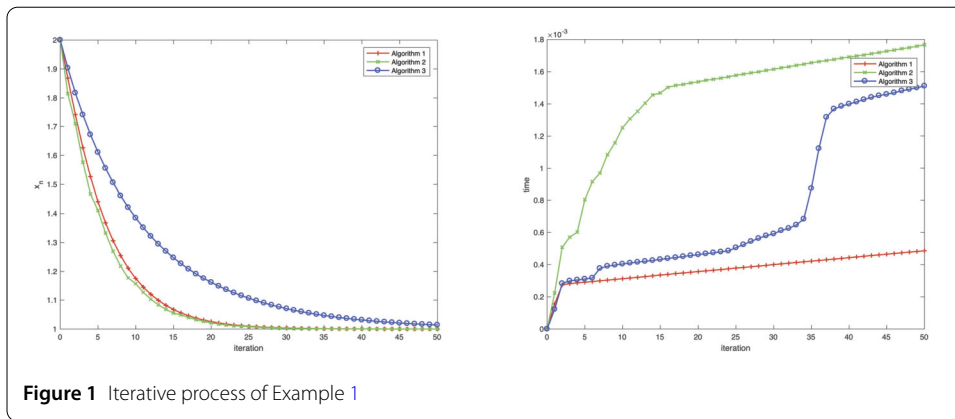 2
1.9
1.8
1.7
1.6
1.5
1.4
1.3
1.2
1.1
1
x_n
0 5 10 15 20 25 30 35 40 45 50
iteration
Algorithm 1
Algorithm 2
Algorithm 3
×10⁻³
1.8
1.6
1.4
1.2
1
0.8
0.6
0.4
0.2
0
time
0 5 10 15 20 25 30 35 40 45 50
iteration
Algorithm 1
Algorithm 2
Algorithm 3
Figure 1 Iterative process of Example 1